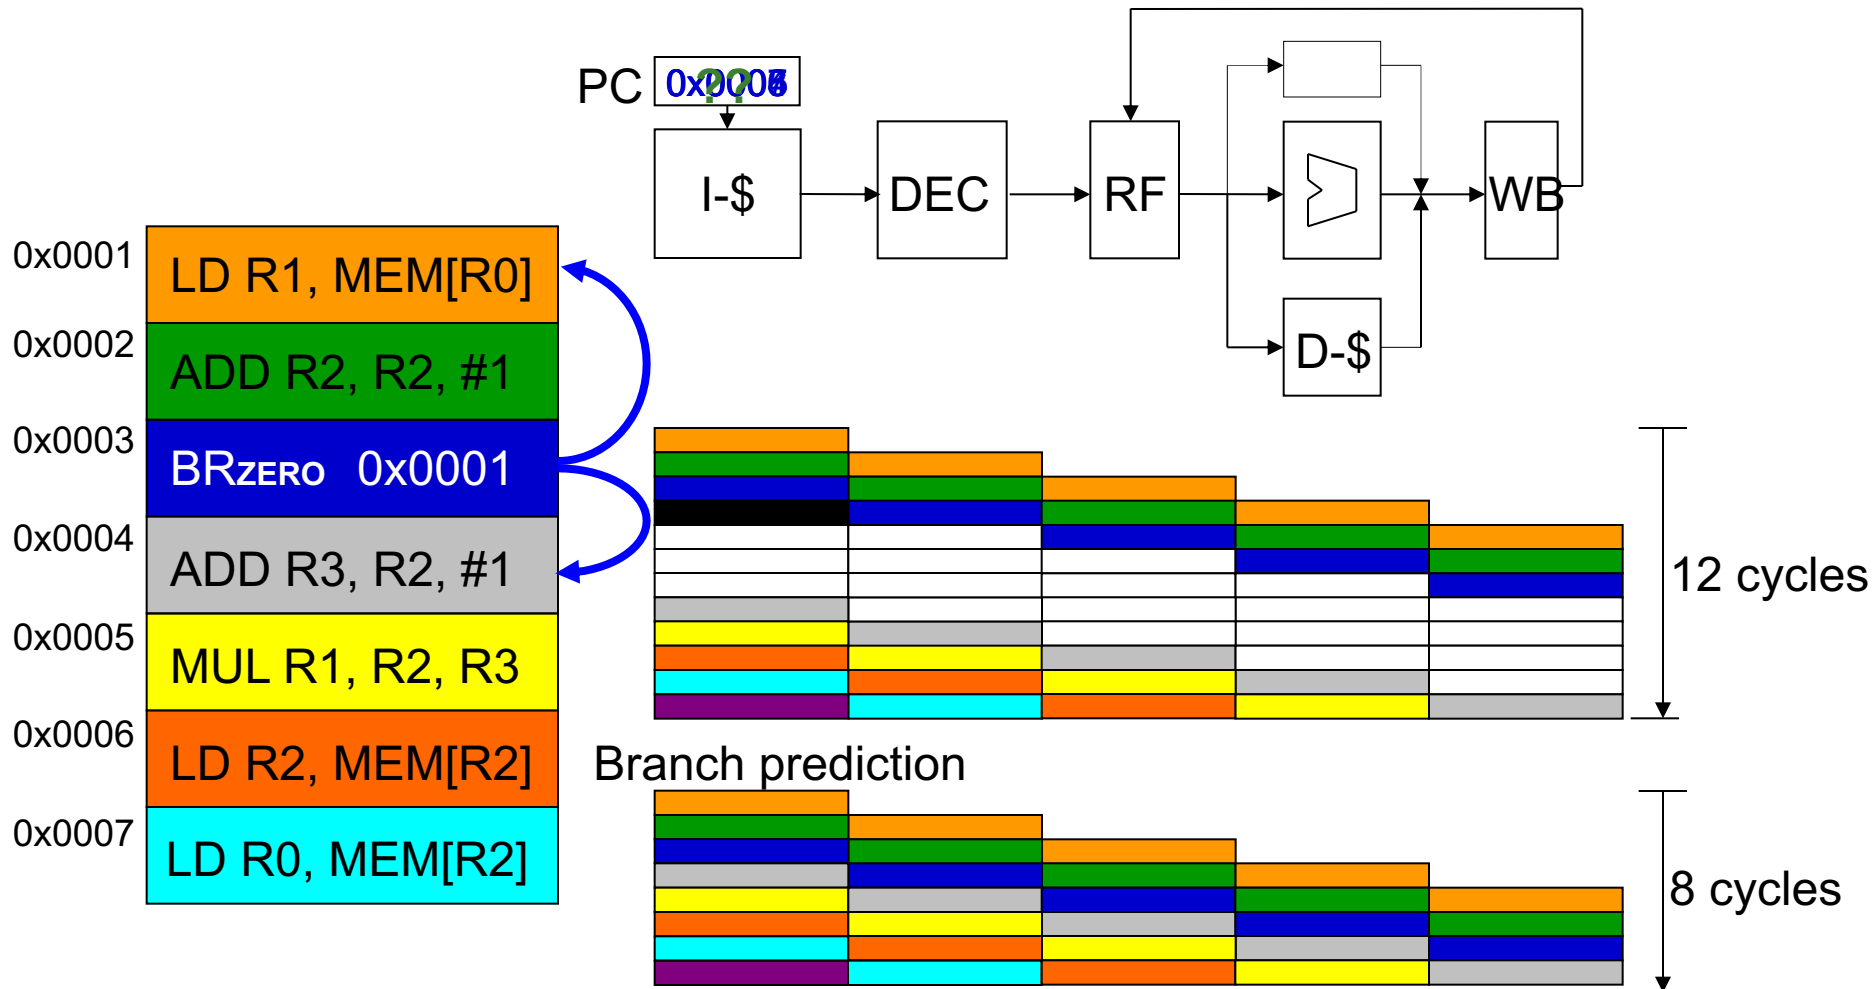 PC
I-$
DEC
RF
WB
D-$
0x0001
LD R1, MEM[R0]
0x0002
ADD R2, R2, #1
0x0003
BRZERO 0x0001
0x0004
ADD R3, R2, #1
0x0005
MUL R1, R2, R3
0x0006
LD R2, MEM[R2]
0x0007
LD R0, MEM[R2]
12 cycles
Branch prediction
8 cycles